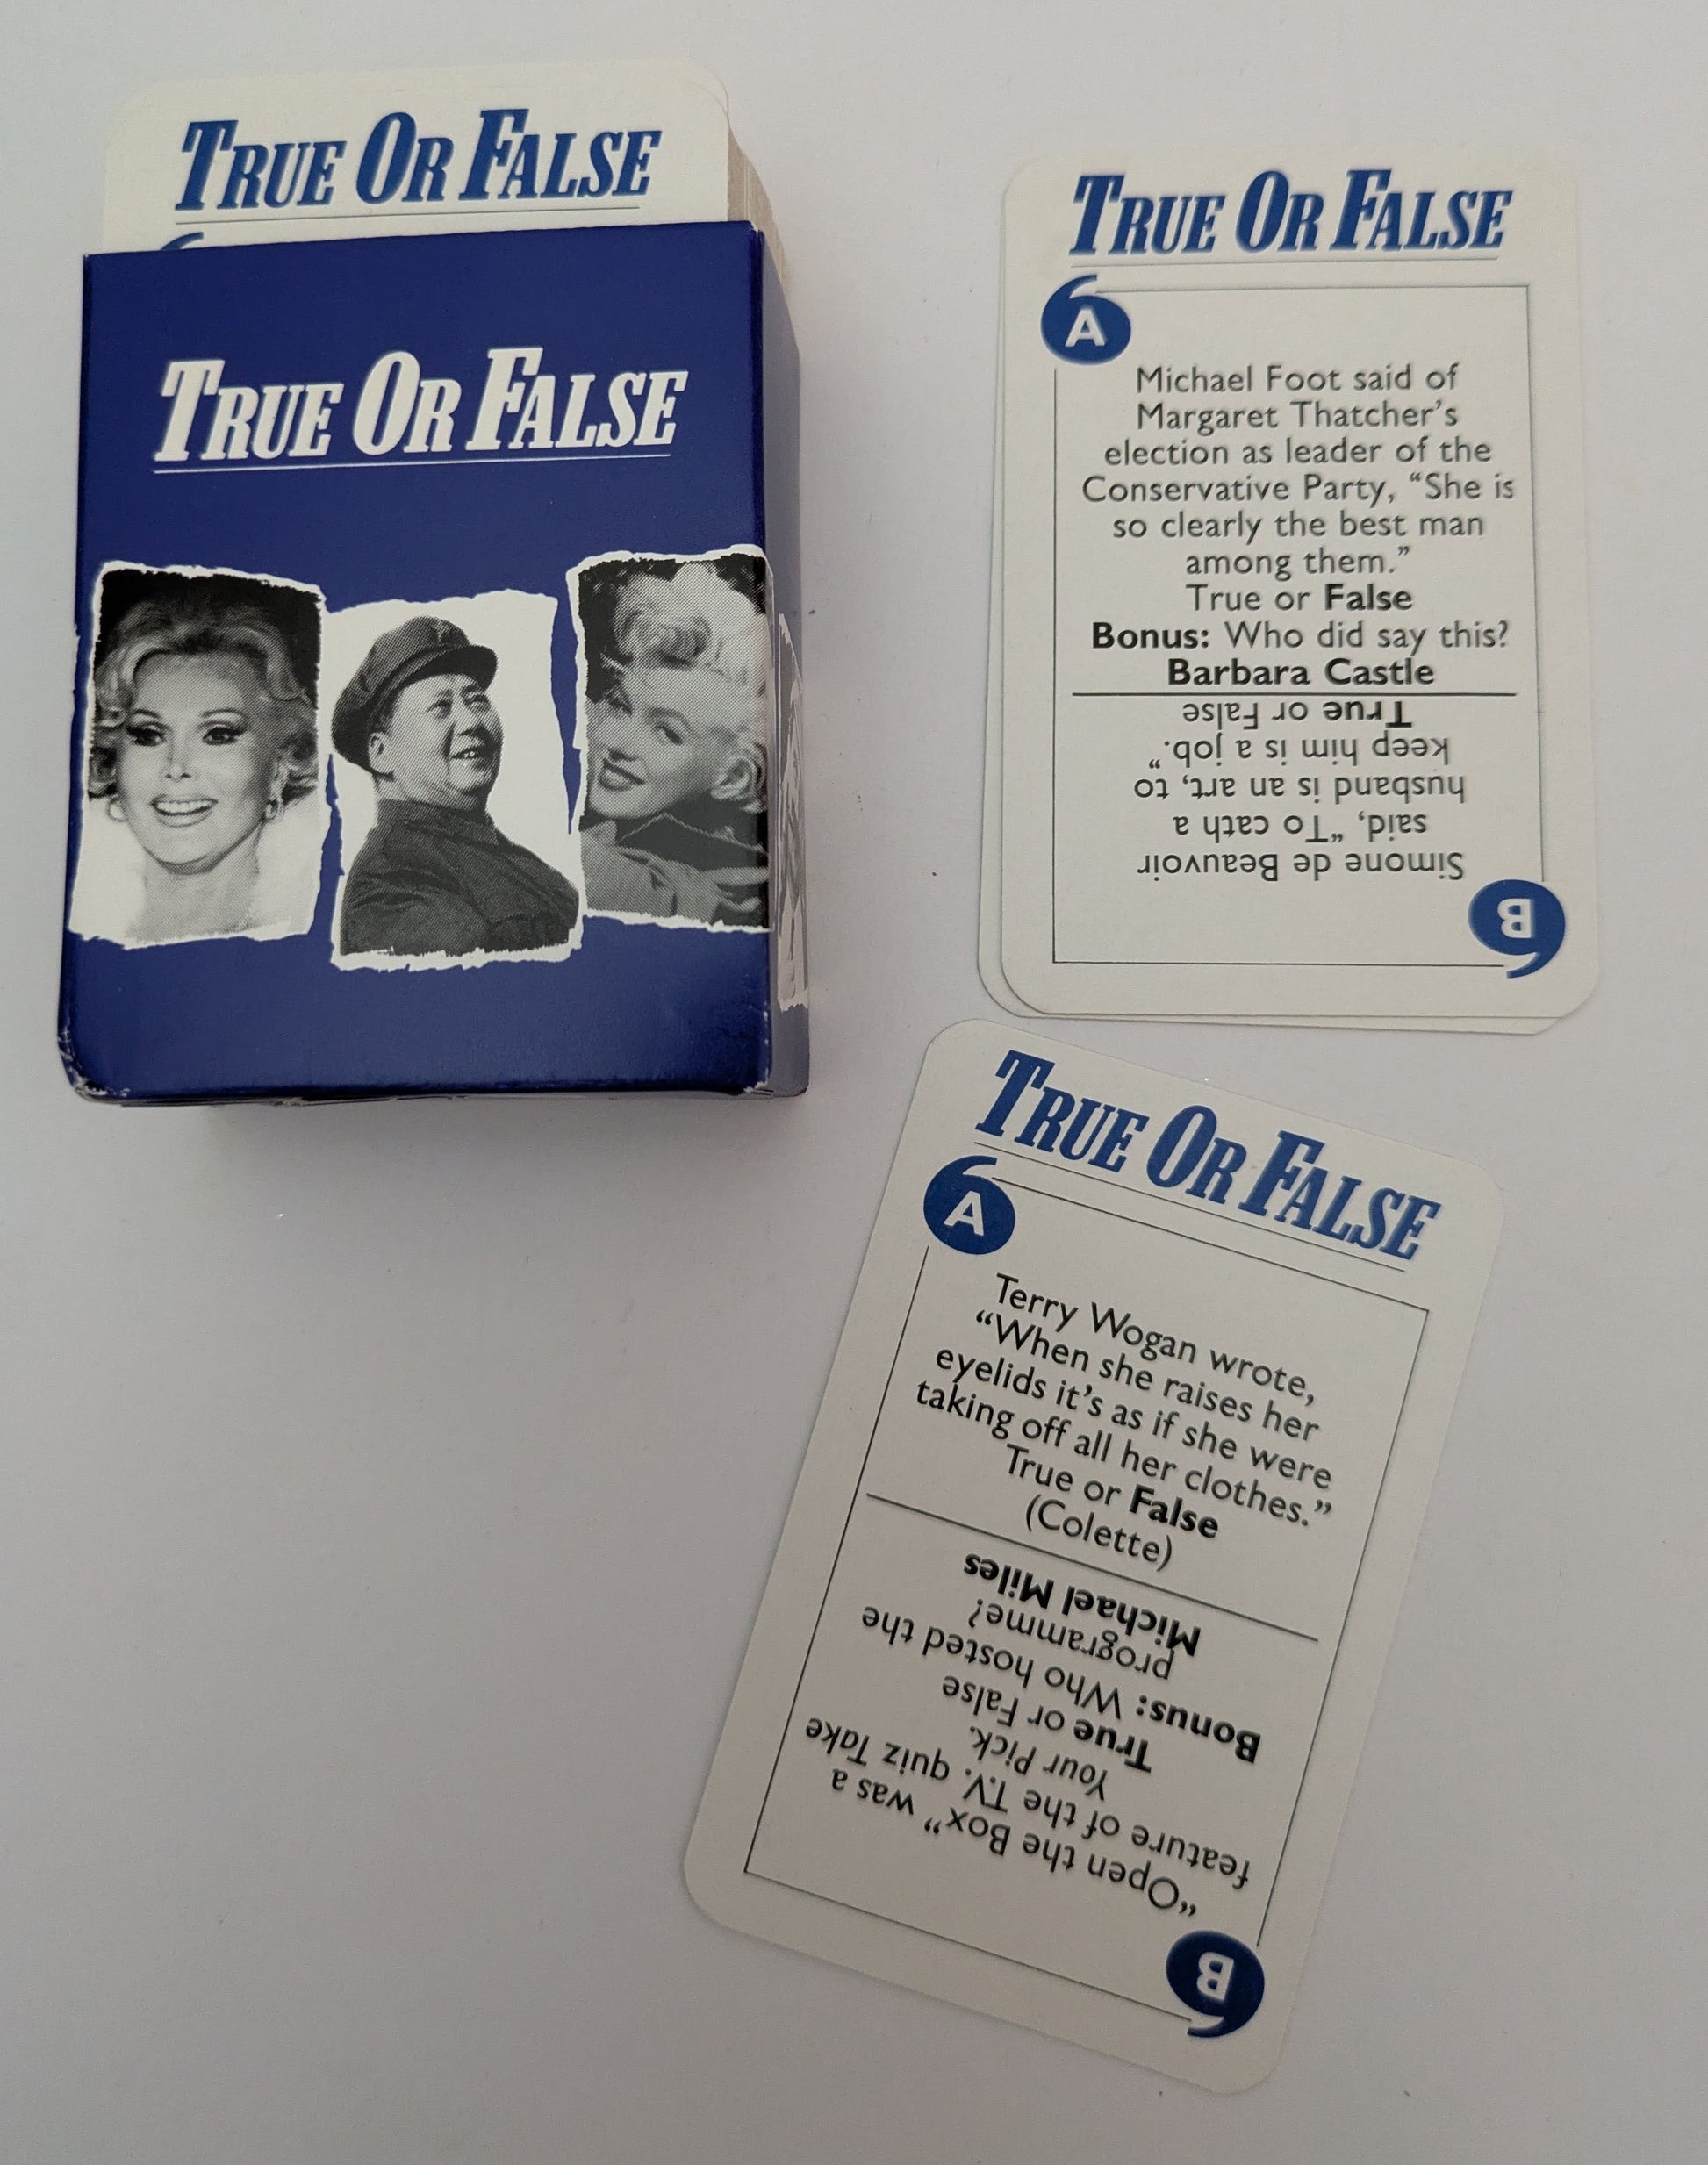 TRUE OR FALSE
TRUE OR FALSE
TRUE OR FALSE
A
Michael Foot said of
Margaret Thatcher’s
election as leader of the
Conservative Party, “She is
so clearly the best man
among them.”
True or False
Bonus: Who did say this?
Barbara Castle
B
Simone de Beauvoir
said, “To cath a
husband is an art, to
keep him is a job.”
True or False
TRUE OR FALSE
A
Terry Wogan wrote,
“When she raises her
eyelids it’s as if she were
taking off all her clothes.”
True or False
(Colette)
B
“Open the Box” was a
feature of the T.V. quiz Take
Your Pick.
True or False
Bonus: Who hosted the
programme?
Michael Miles